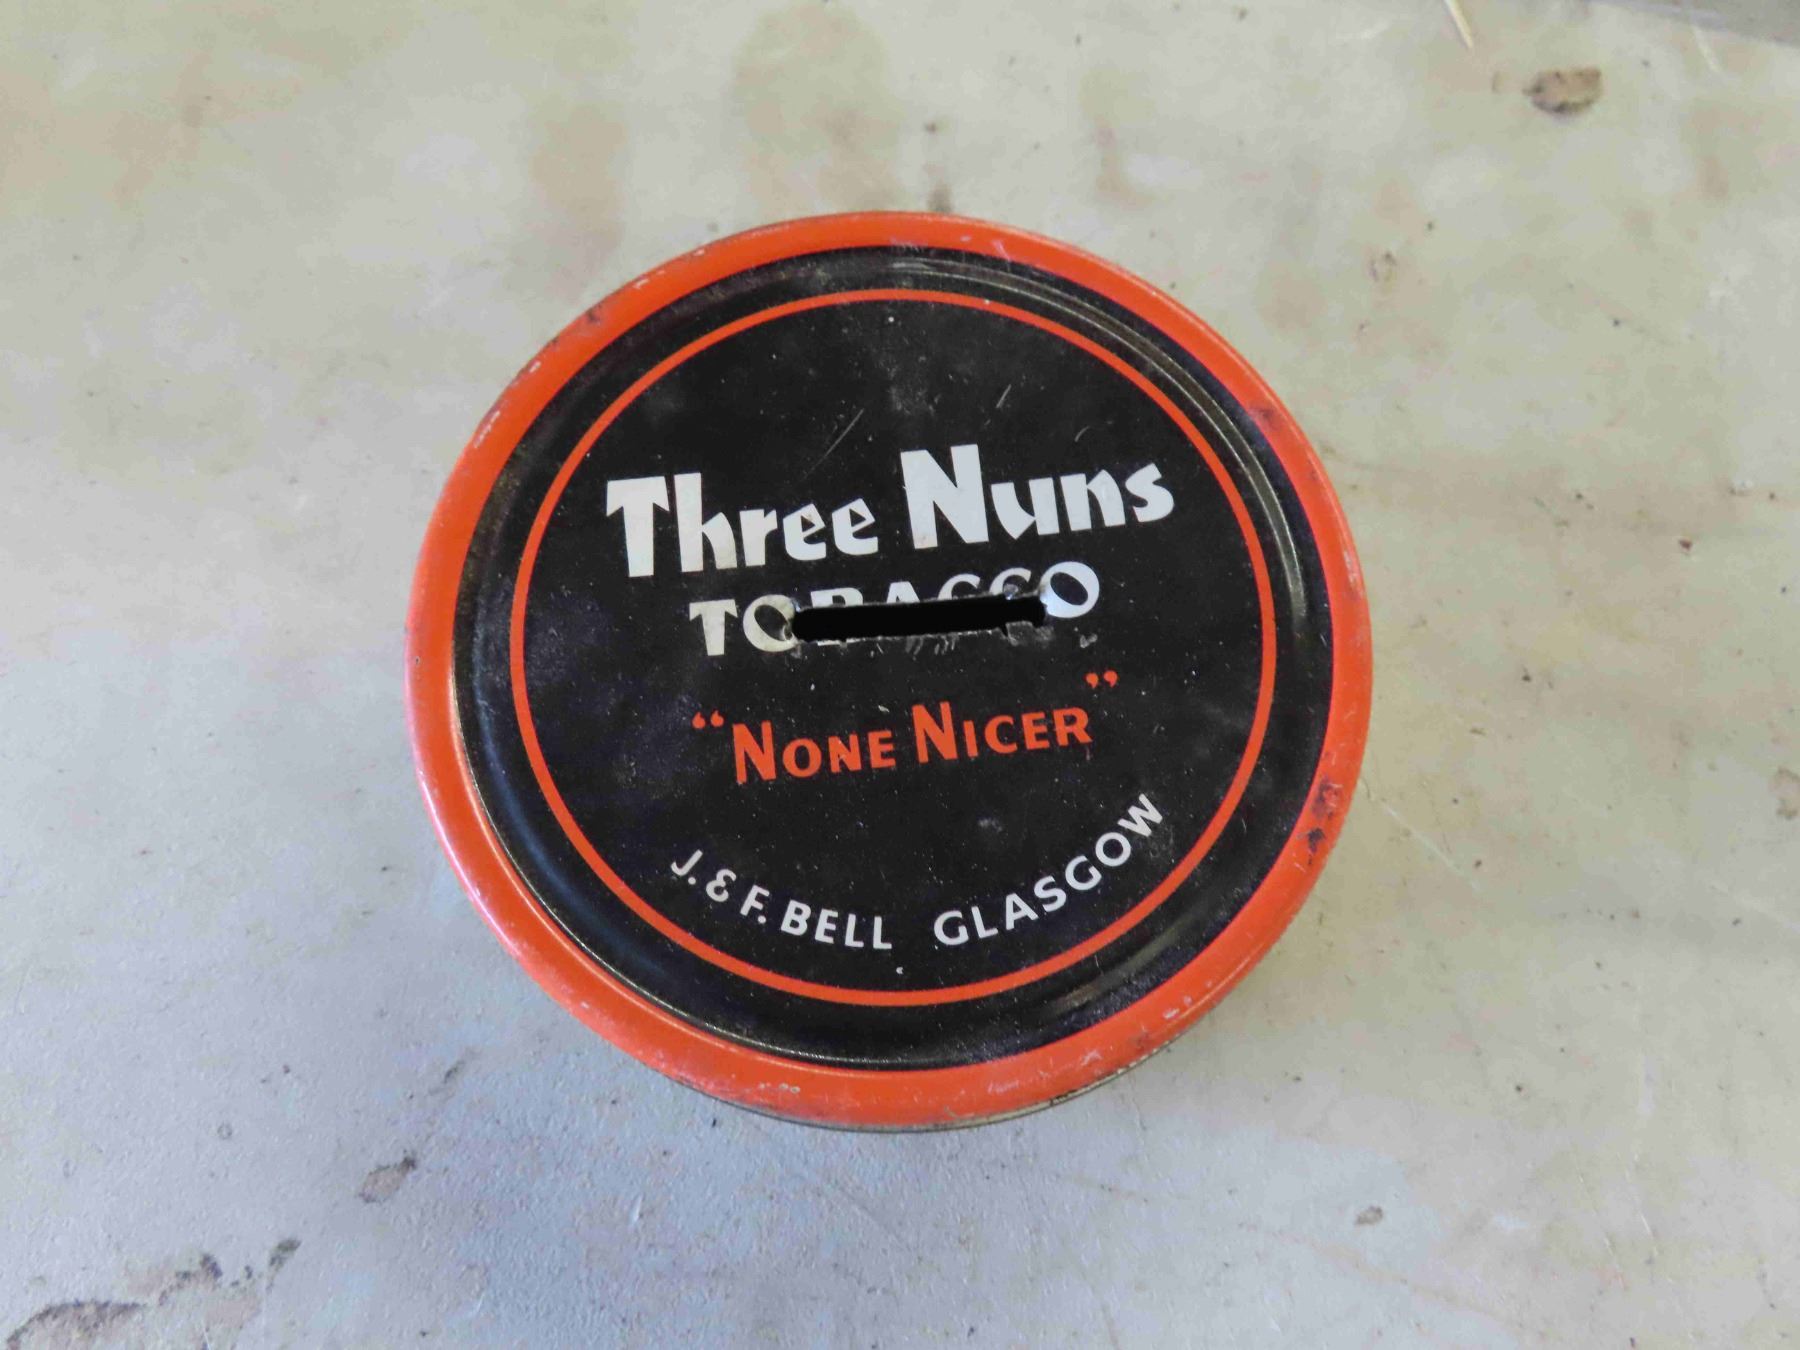 Three Nuns
TOBACCO
"NONE NICER"
J. & F. BELL GLASGOW